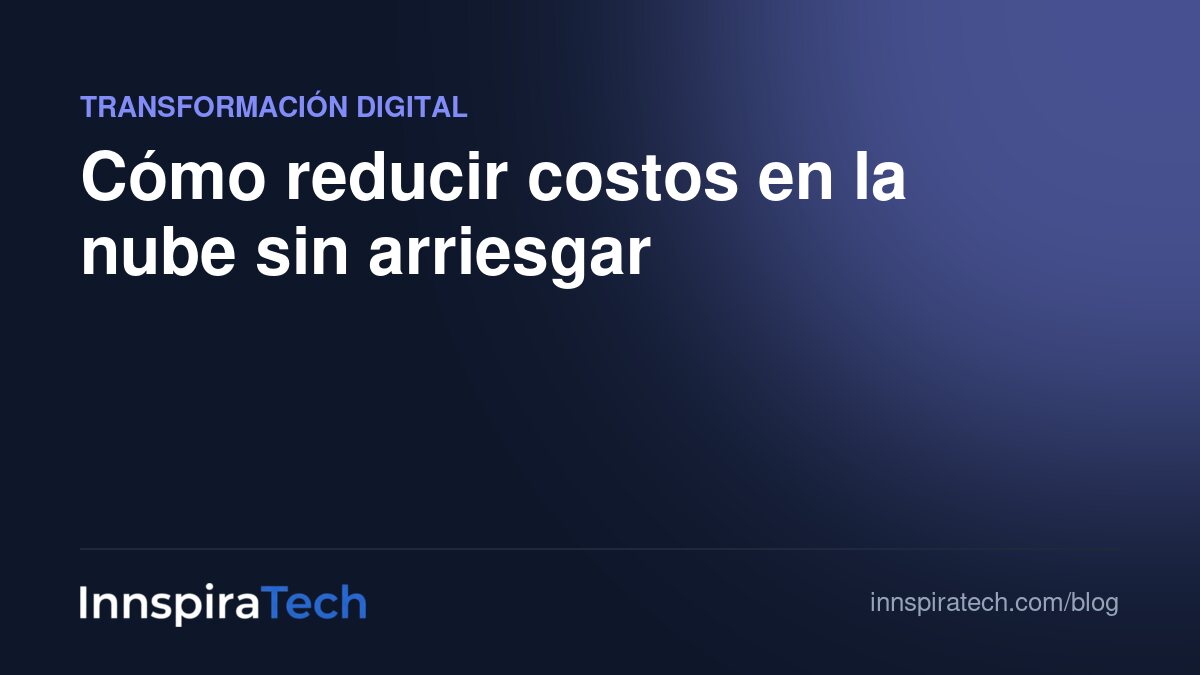 TRANSFORMACIÓN DIGITAL
Cómo reducir costos en la
nube sin arriesgar
InnspiraTech
innspiratech.com/blog